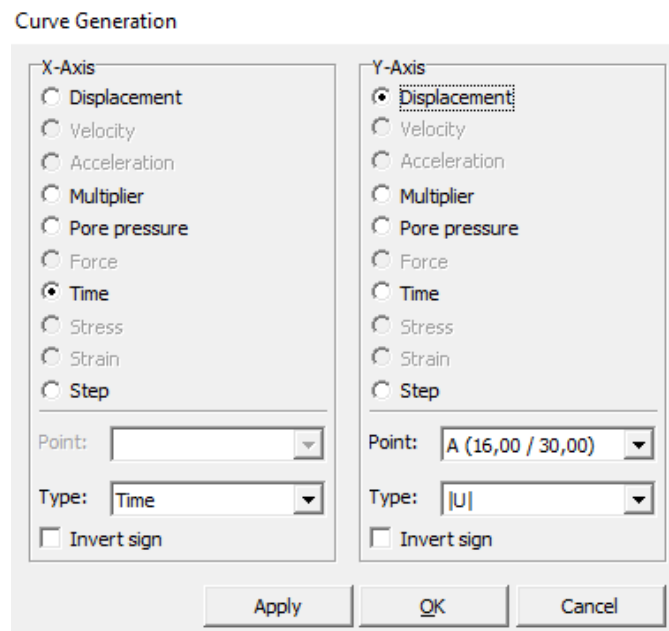 Curve Generation
X-Axis
Displacement
Velocity
Acceleration
Multiplier
Pore pressure
Force
Time
Stress
Strain
Step
Point:
Type: Time
Invert sign
Y-Axis
Displacement
Velocity
Acceleration
Multiplier
Pore pressure
Force
Time
Stress
Strain
Step
Point: A (16,00 / 30,00)
Type: |U|
Invert sign
Apply OK Cancel